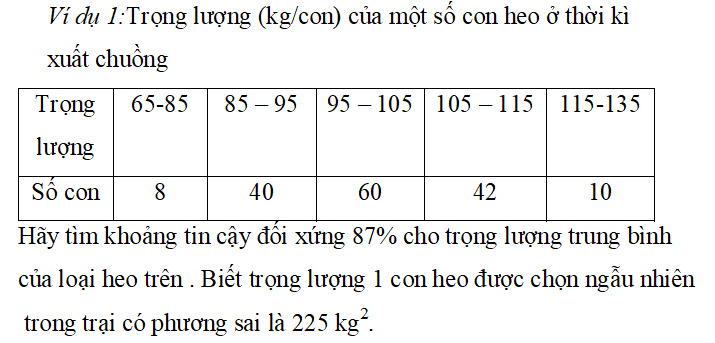 Ví dụ 1:Trọng lượng (kg/con) của một số con heo ở thời kì
xuất chuồng
Trọng lượng 65-85 85 – 95 95 – 105 105 – 115 115-135
Số con 8 40 60 42 10
Hãy tìm khoảng tin cậy đối xứng 87% cho trọng lượng trung bình
của loại heo trên . Biết trọng lượng 1 con heo được chọn ngẫu nhiên
trong trại có phương sai là 225 kg².